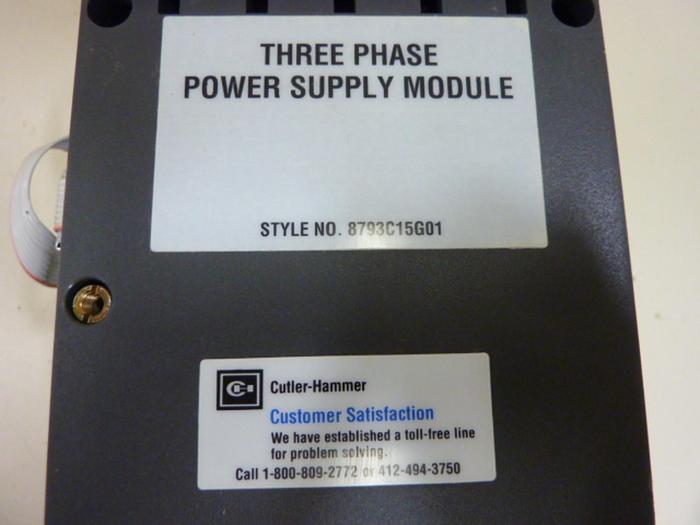 THREE PHASE
POWER SUPPLY MODULE
STYLE NO. 8793C15G01
Cutler-Hammer
Customer Satisfaction
We have established a toll-free line
for problem solving.
Call 1-800-809-2772 or 412-494-3750